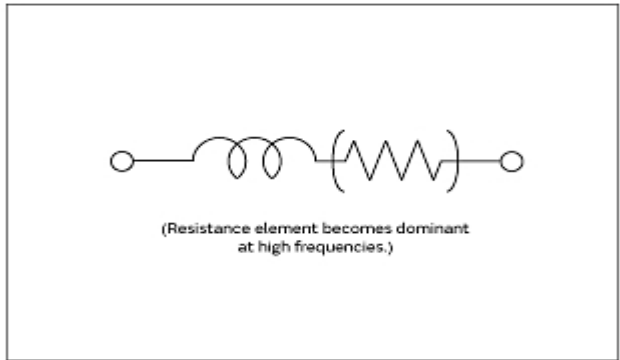 (Resistance element becomes dominant
at high frequencies.)